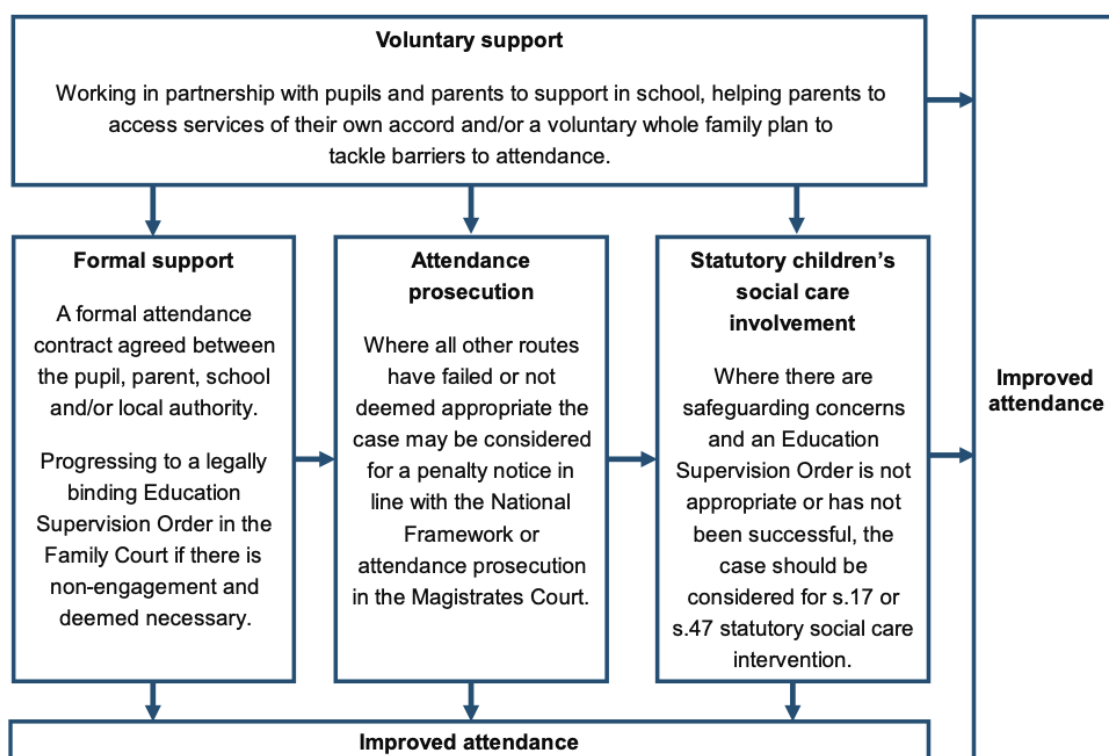 Voluntary support
Working in partnership with pupils and parents to support in school, helping parents to
access services of their own accord and/or a voluntary whole family plan to
tackle barriers to attendance.
Formal support
A formal attendance
contract agreed between
the pupil, parent, school
and/or local authority.
Progressing to a legally
binding Education
Supervision Order in the
Family Court if there is
non-engagement and
deemed necessary.
Attendance
prosecution
Where all other routes
have failed or not
deemed appropriate the
case may be considered
for a penalty notice in
line with the National
Framework or
attendance prosecution
in the Magistrates Court.
Statutory children’s
social care
involvement
Where there are
safeguarding concerns
and an Education
Supervision Order is not
appropriate or has not
been successful, the
case should be
considered for s.17 or
s.47 statutory social care
intervention.
Improved
attendance
Improved attendance